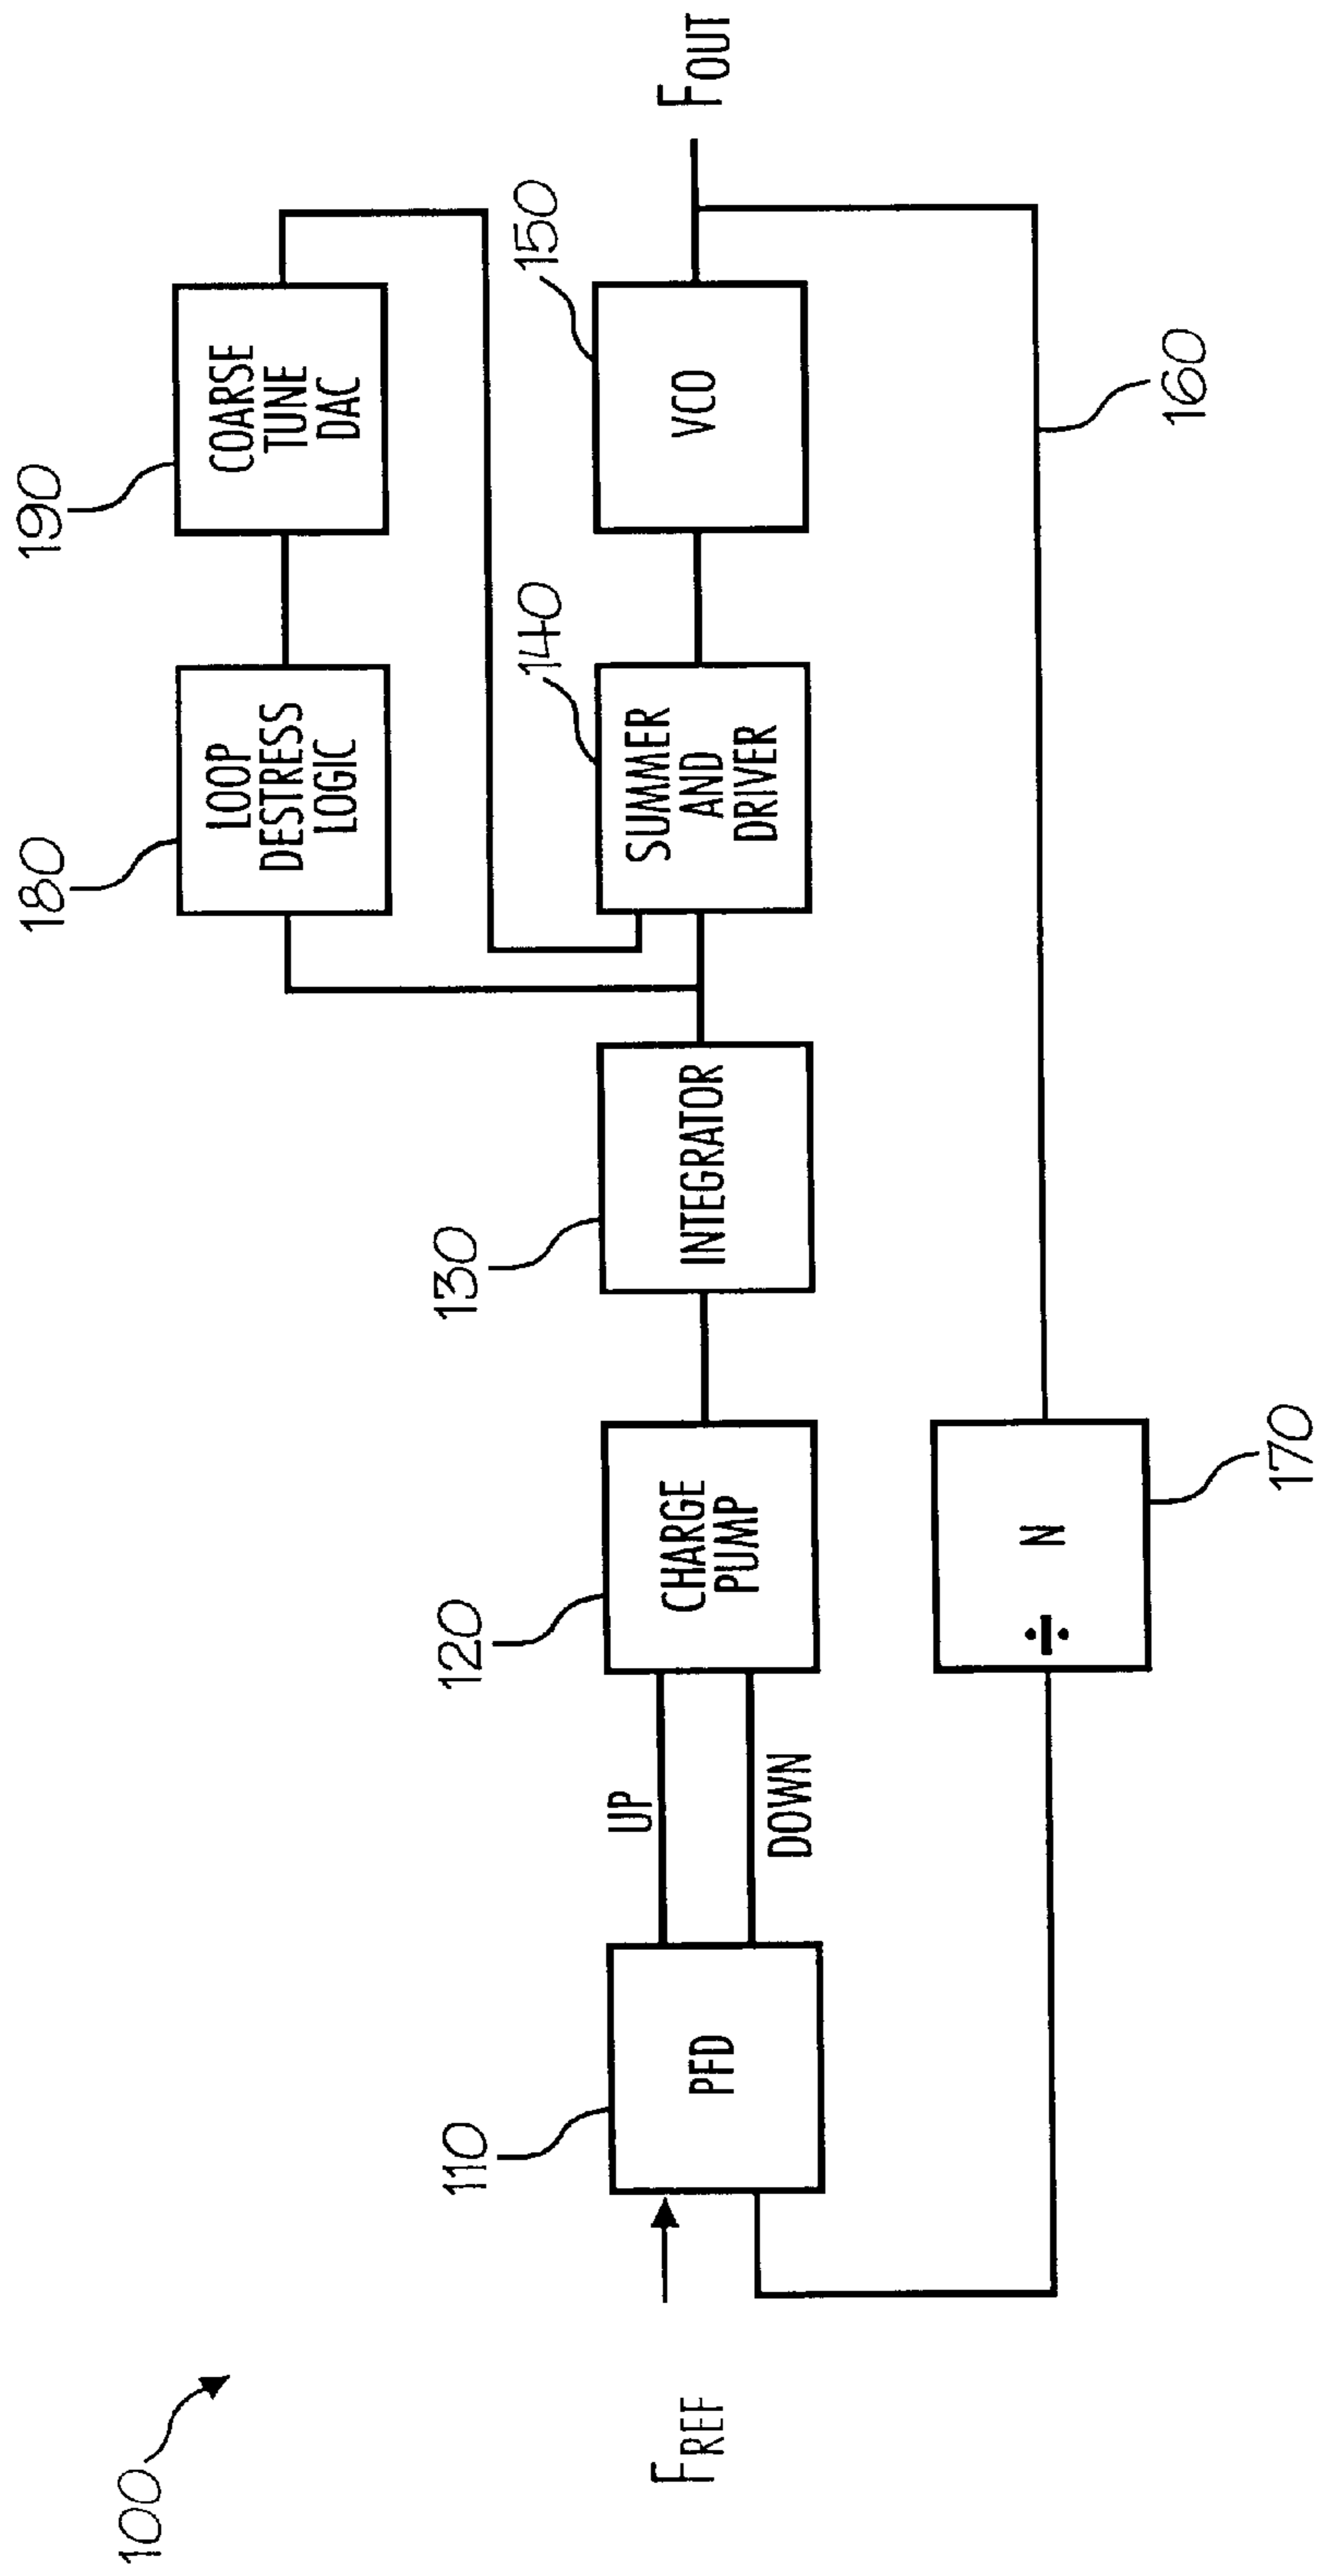 100
190
COARSE
TUNE
DAC
180
LOOP
DESTRESS
LOGIC
FREF
110
PFD
UP
DOWN
120
CHARGE
PUMP
130
INTEGRATOR
140
SUMMER
AND
DRIVER
150
VCO
FOUT
160
170
÷ N